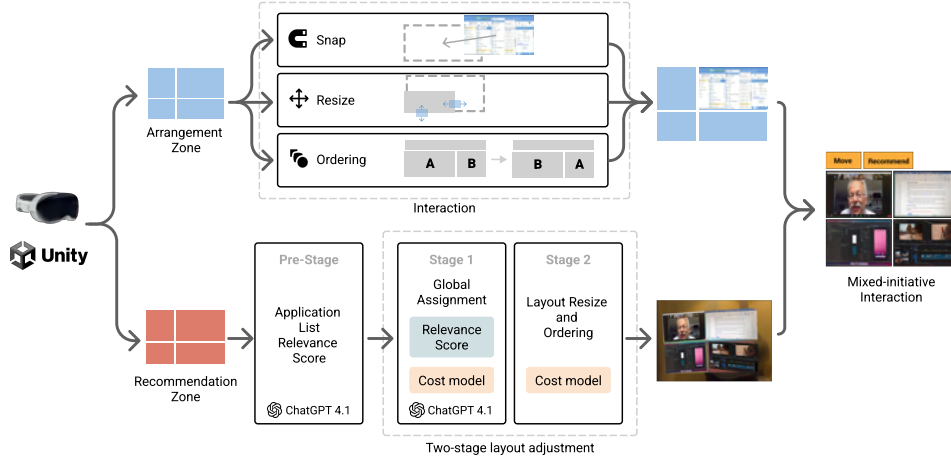 Snap
Resize
Ordering
A
B
B
A
Arrangement
Zone
Interaction
Unity
Move
Recommend
Mixed-initiative
Interaction
Pre-Stage
Application
List
Relevance
Score
ChatGPT 4.1
Stage 1
Global
Assignment
Relevance
Score
Cost model
ChatGPT 4.1
Stage 2
Layout Resize
and
Ordering
Cost model
Recommendation
Zone
Two-stage layout adjustment